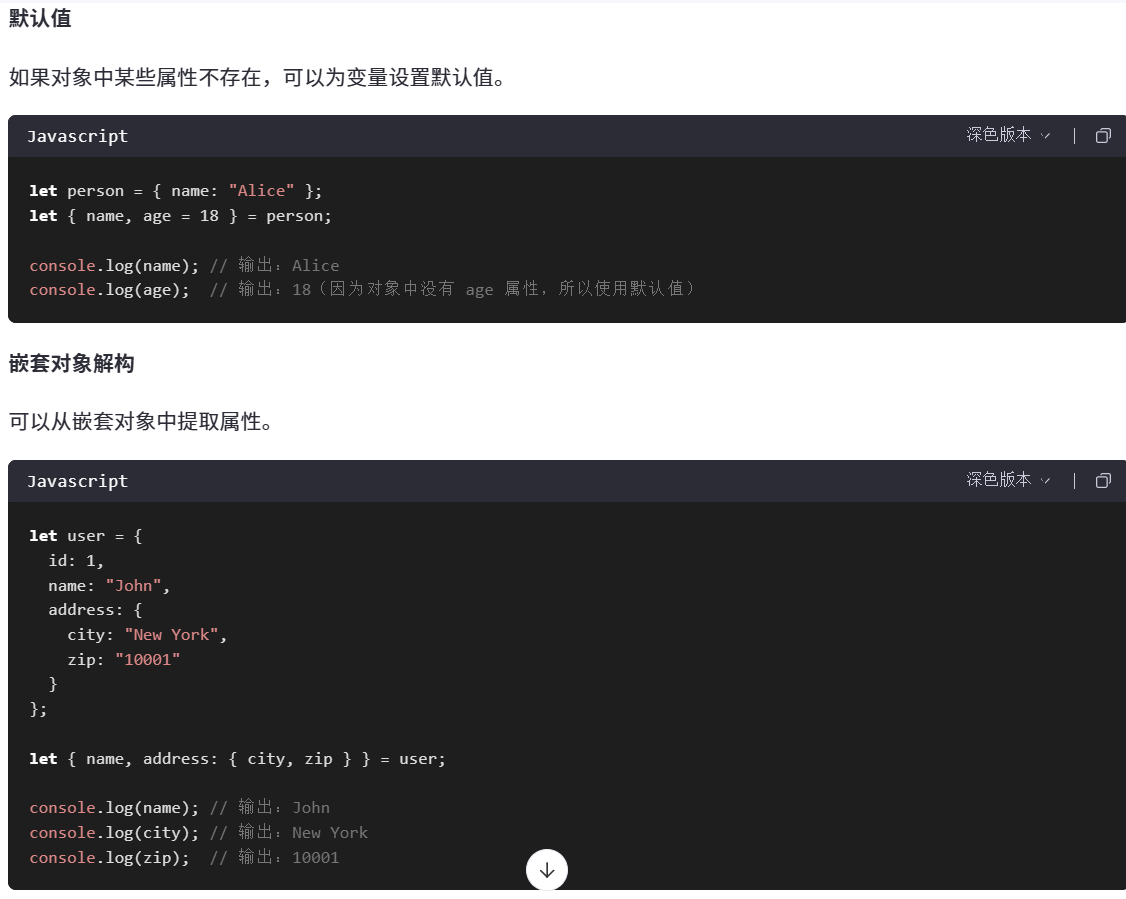 默认值
如果对象中某些属性不存在，可以为变量设置默认值。
Javascript
深色版本
let person = { name: "Alice" };
let { name, age = 18 } = person;
console.log(name); // 输出：Alice
console.log(age);  // 输出：18（因为对象中没有 age 属性，所以使用默认值）
嵌套对象解构
可以从嵌套对象中提取属性。
Javascript
深色版本
let user = {
  id: 1,
  name: "John",
  address: {
    city: "New York",
    zip: "10001"
  }
};
let { name, address: { city, zip } } = user;
console.log(name); // 输出：John
console.log(city); // 输出：New York
console.log(zip);  // 输出：10001